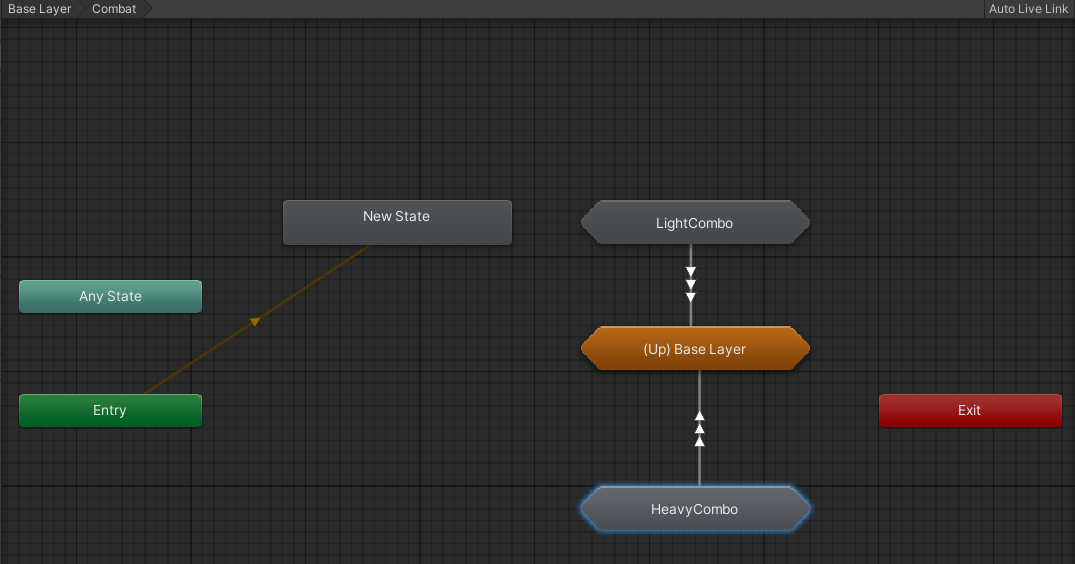 Base Layer
Combat
Auto Live Link
New State
LightCombo
Any State
(Up) Base Layer
Entry
Exit
HeavyCombo